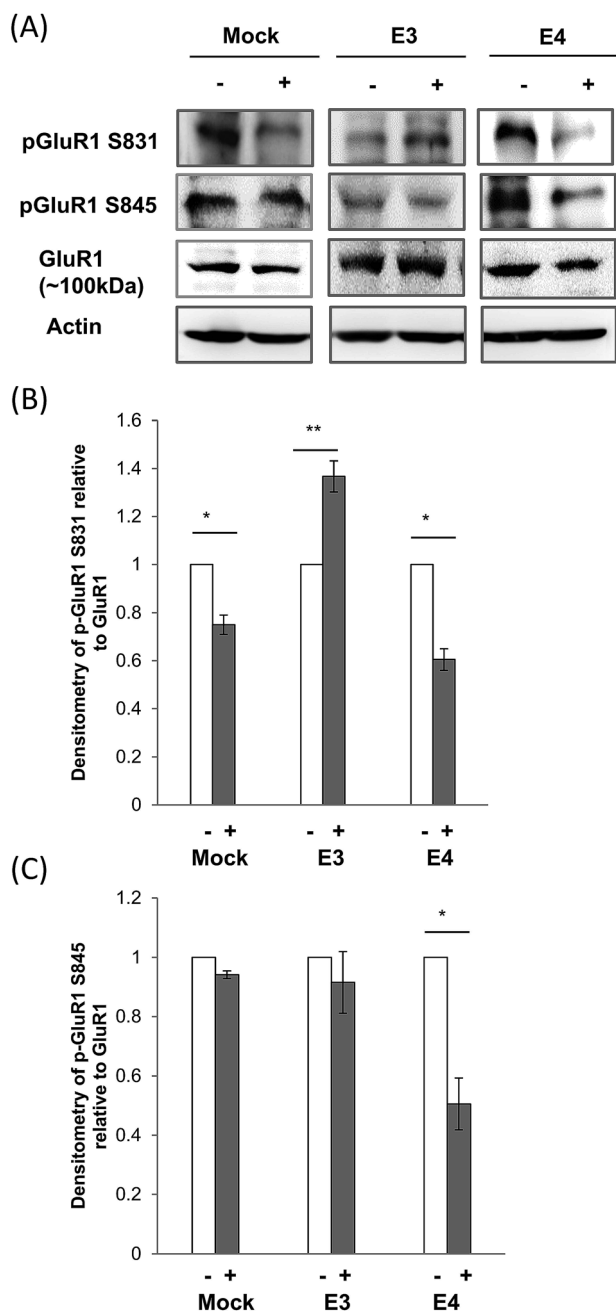 (A)
Mock E3 E4
- + - + - +
pGluR1 S831
pGluR1 S845
GluR1
(~100kDa)
Actin
(B)
Densitometry of p-GluR1 S831 relative
to GluR1
1.6
1.4
1.2
1
0.8
0.6
0.4
0.2
0
*
**
*
- + - + - +
Mock E3 E4
(C)
Densitometry of p-GluR1 S845
relative to GluR1
1.2
1
0.8
0.6
0.4
0.2
0
*
- + - + - +
Mock E3 E4